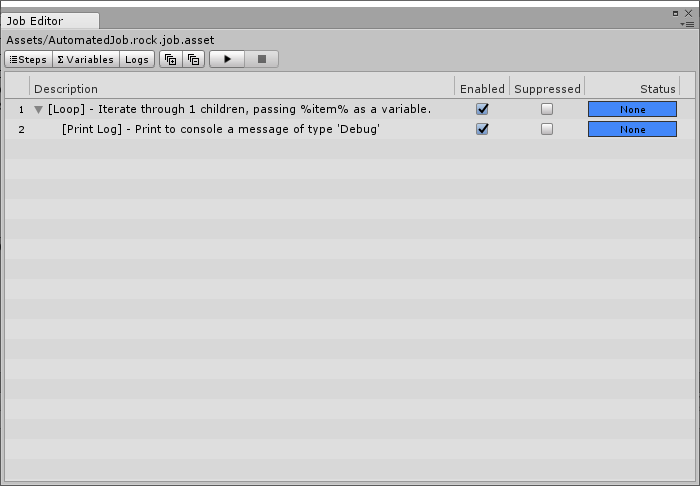 Job Editor
Assets/AutomatedJob.rock.job.asset
Steps Σ Variables Logs
Description Enabled Suppressed Status
1 [Loop] - Iterate through 1 children, passing %item% as a variable. None
2 [Print Log] - Print to console a message of type 'Debug' None